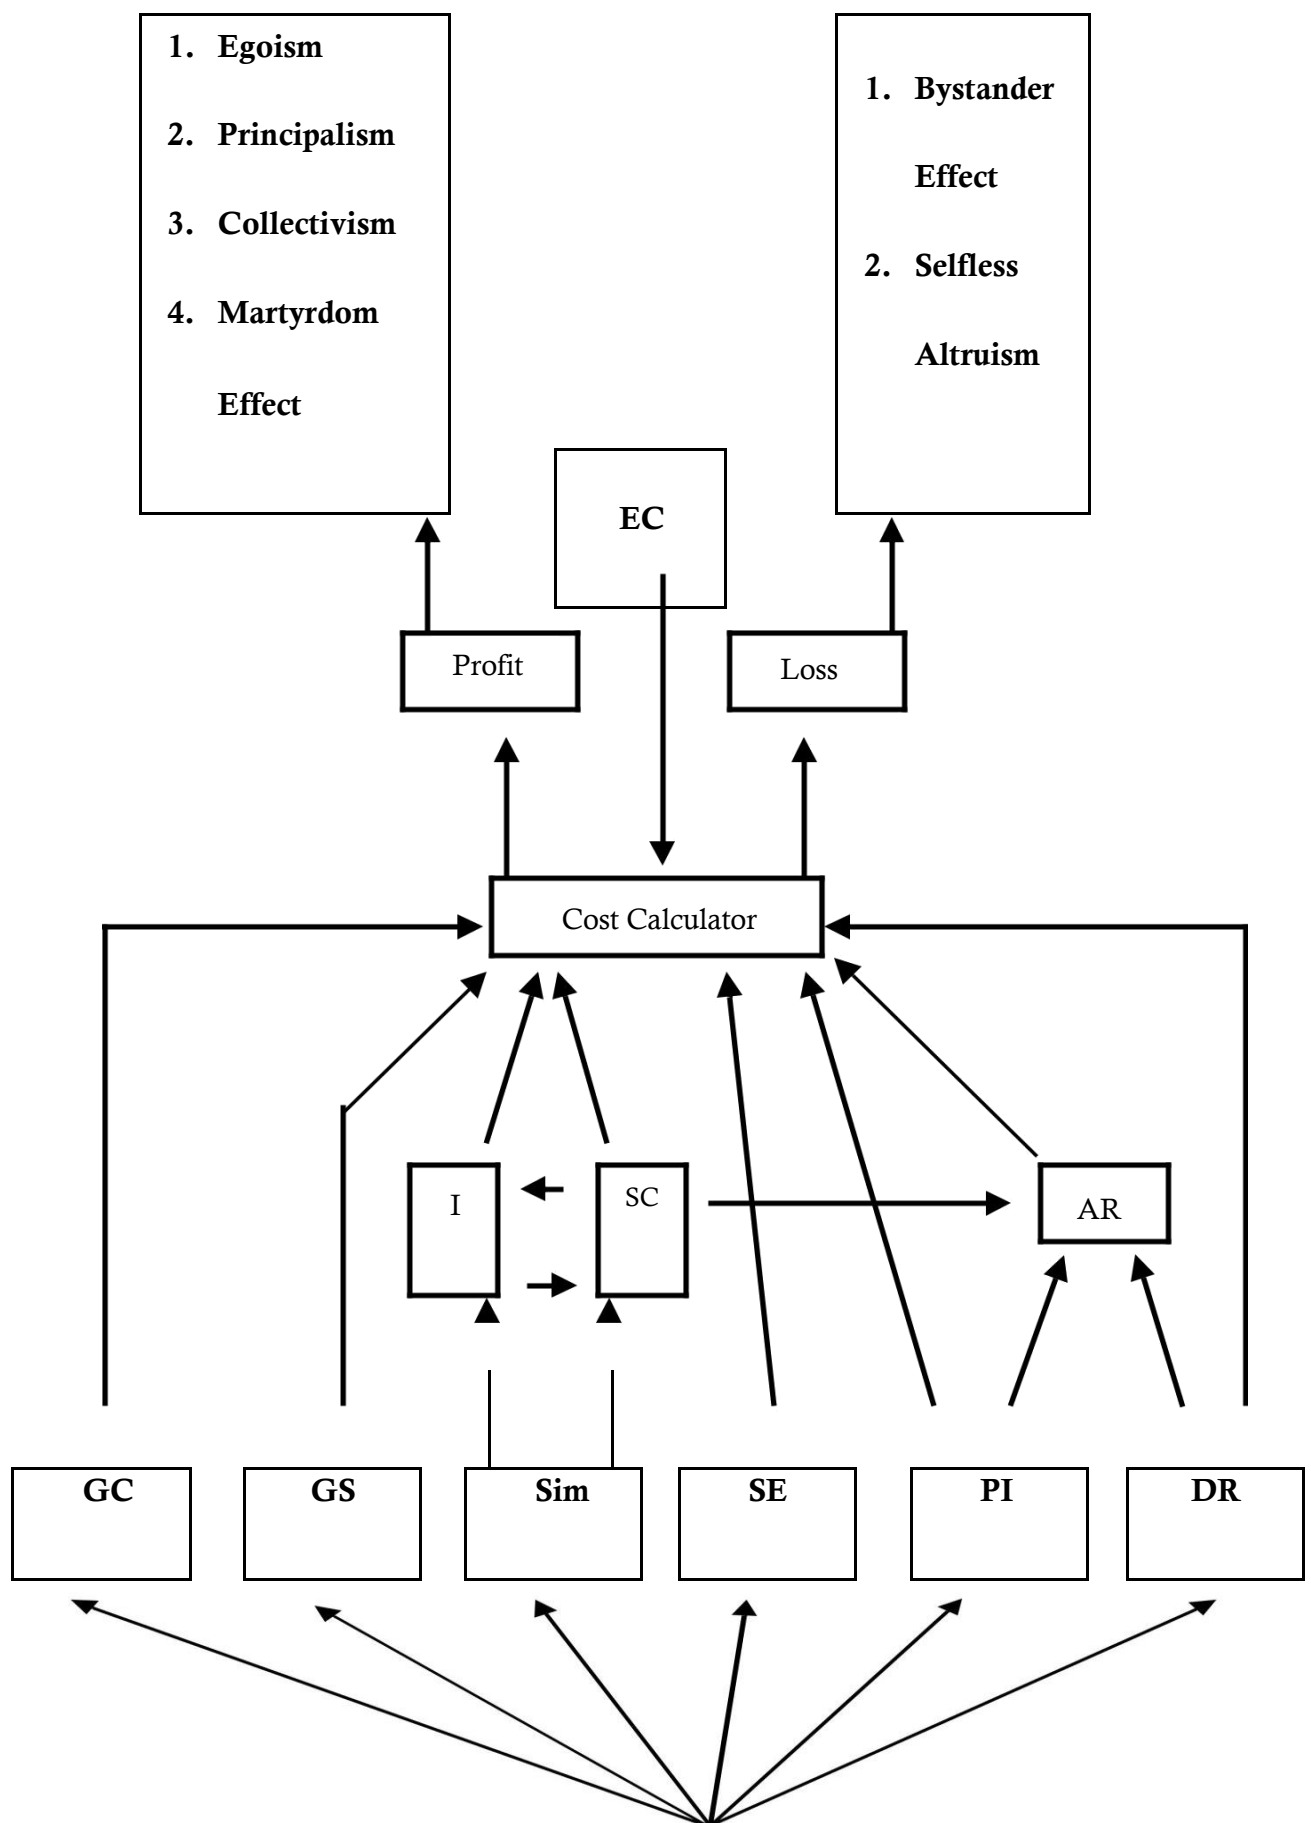 1. Egoism
2. Principalism
3. Collectivism
4. Martyrdom
Effect
1. Bystander
Effect
2. Selfless
Altruism
EC
Profit
Loss
Cost Calculator
I
SC
AR
GC
GS
Sim
SE
PI
DR